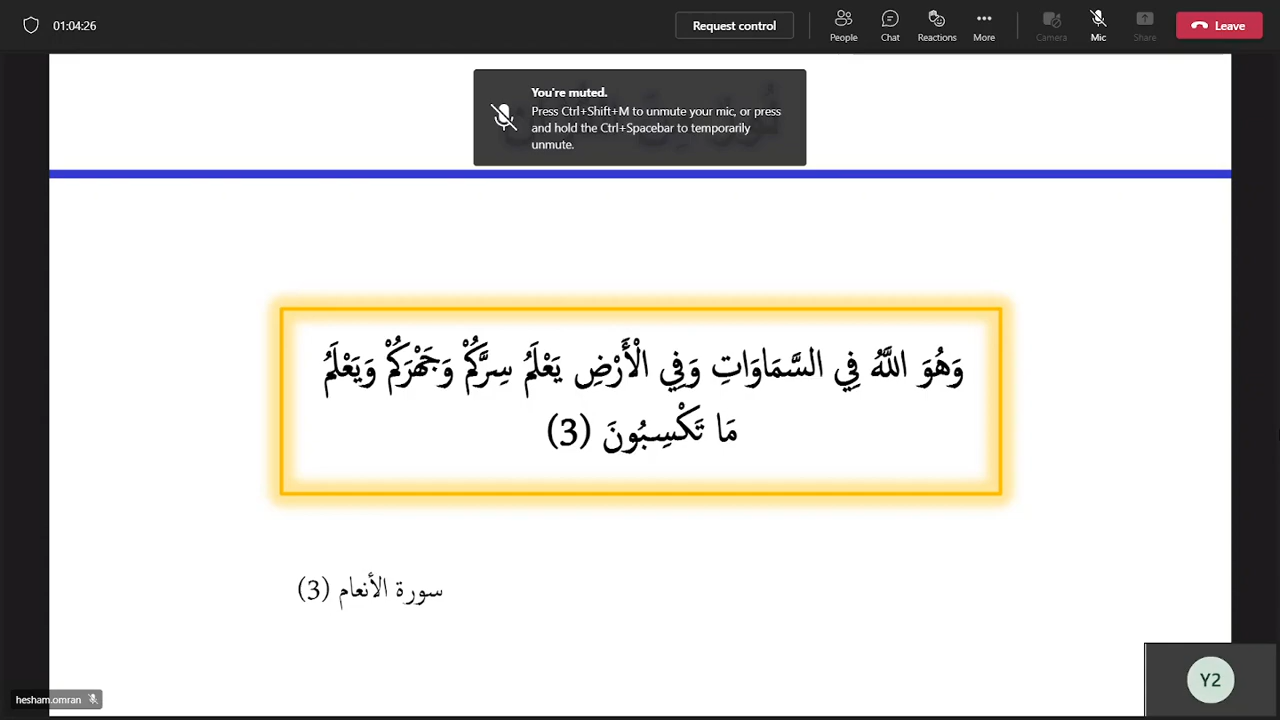 01:04:26
Request control
People
Chat
Reactions
More
Camera
Mic
Share
Leave
You're muted.
Press Ctrl+Shift+M to unmute your mic, or press
and hold the Ctrl+Spacebar to temporarily
unmute.
وَهُوَ اللَّهُ فِي السَّمَاوَاتِ وَفِي الْأَرْضِ يَعْلَمُ سِرَّكُمْ وَجَهْرَكُمْ وَيَعْلَمُ
مَا تَكْسِبُونَ (3)
سورة الأنعام (3)
hesham.omran
Y2